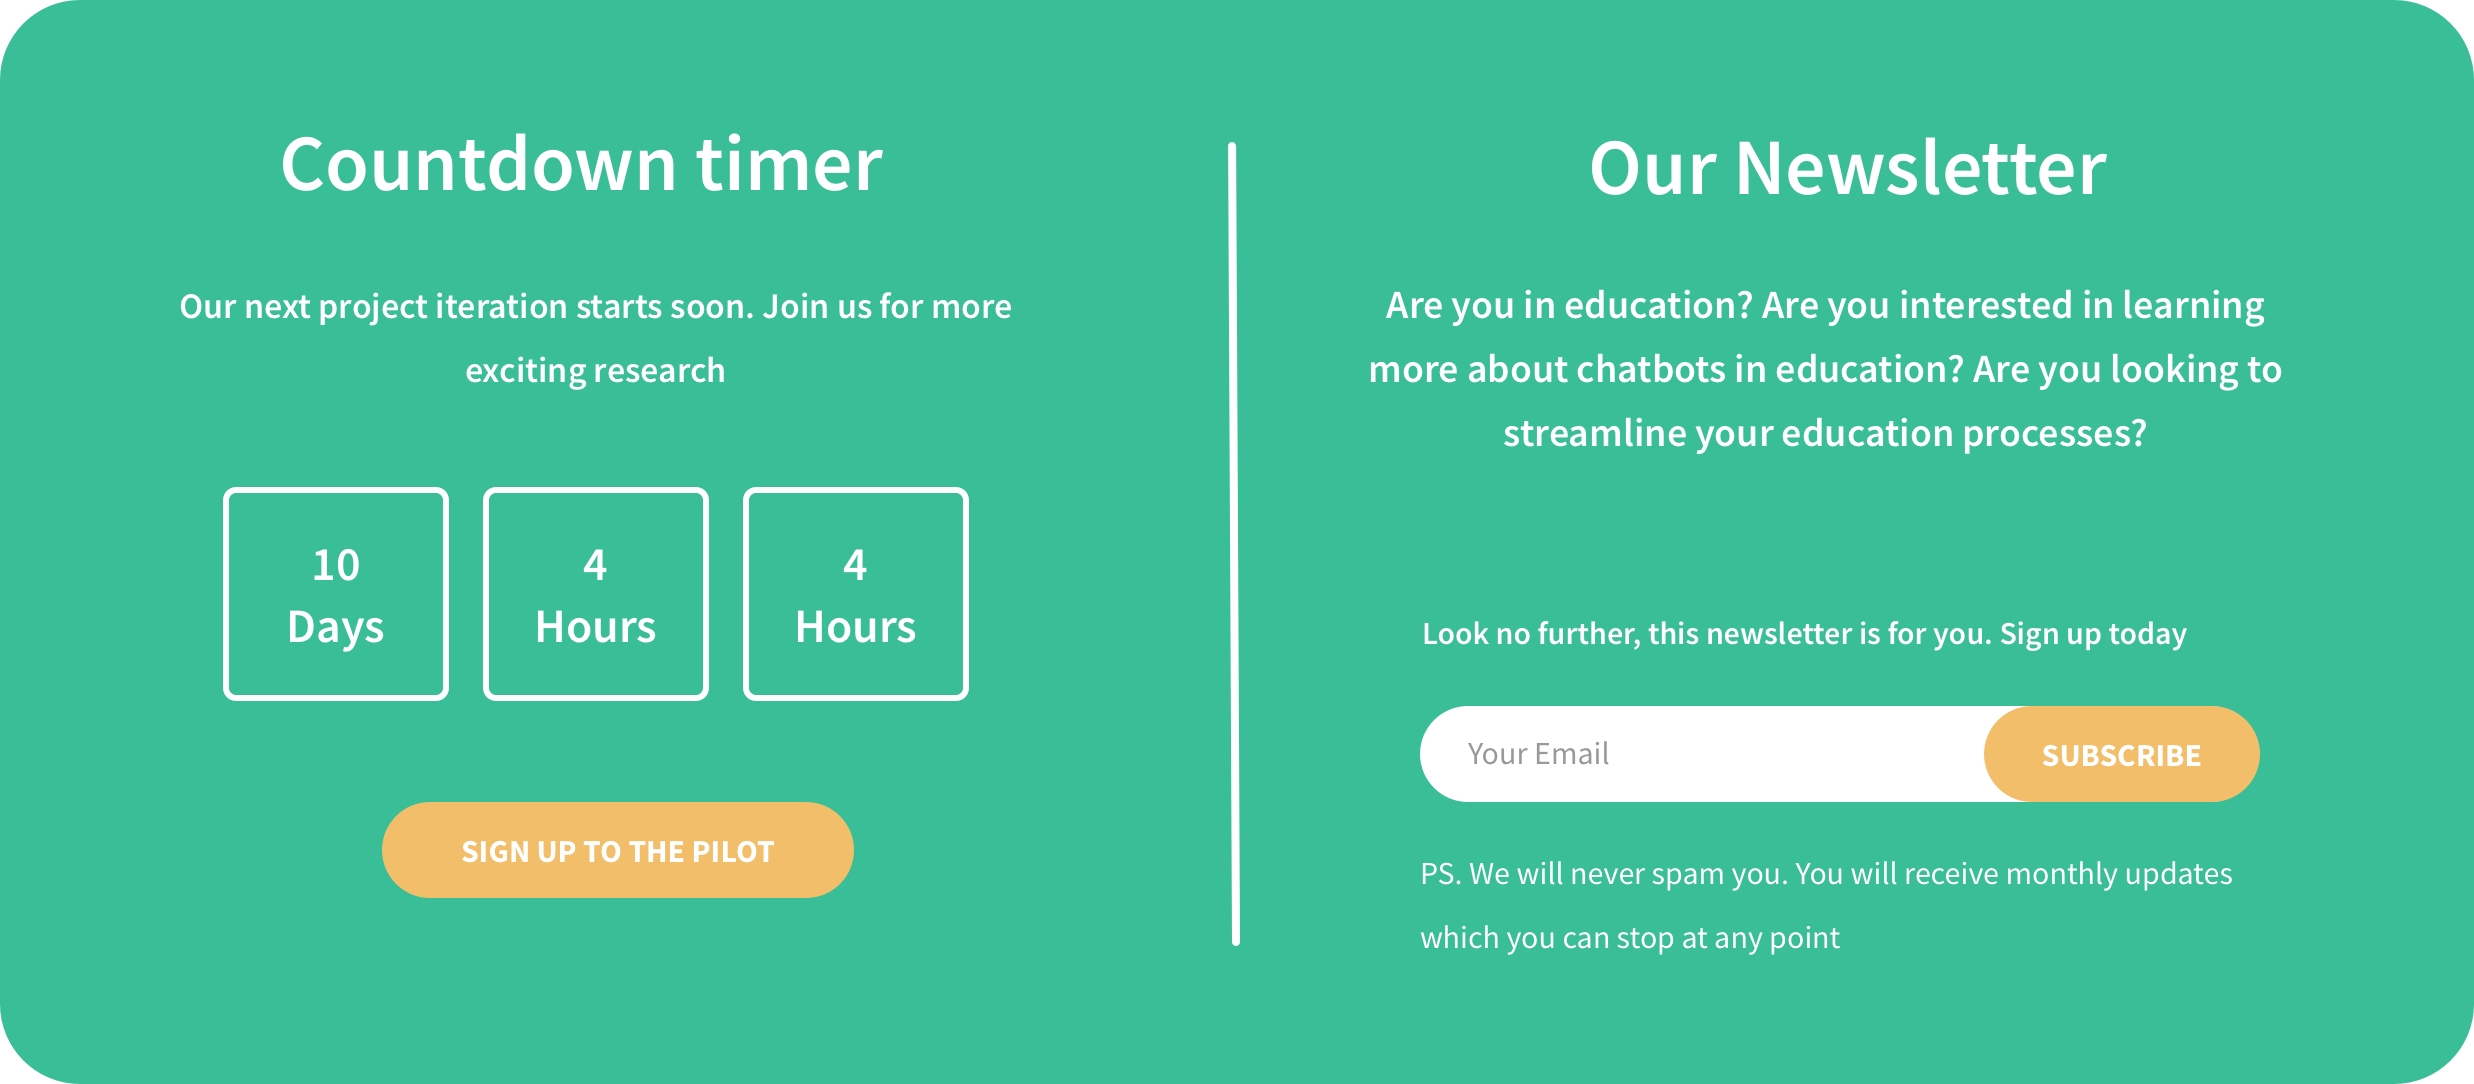 Countdown timer
Our next project iteration starts soon. Join us for more
exciting research
10
Days
4
Hours
4
Hours
SIGN UP TO THE PILOT
Our Newsletter
Are you in education? Are you interested in learning
more about chatbots in education? Are you looking to
streamline your education processes?
Look no further, this newsletter is for you. Sign up today
Your Email
SUBSCRIBE
PS. We will never spam you. You will receive monthly updates
which you can stop at any point